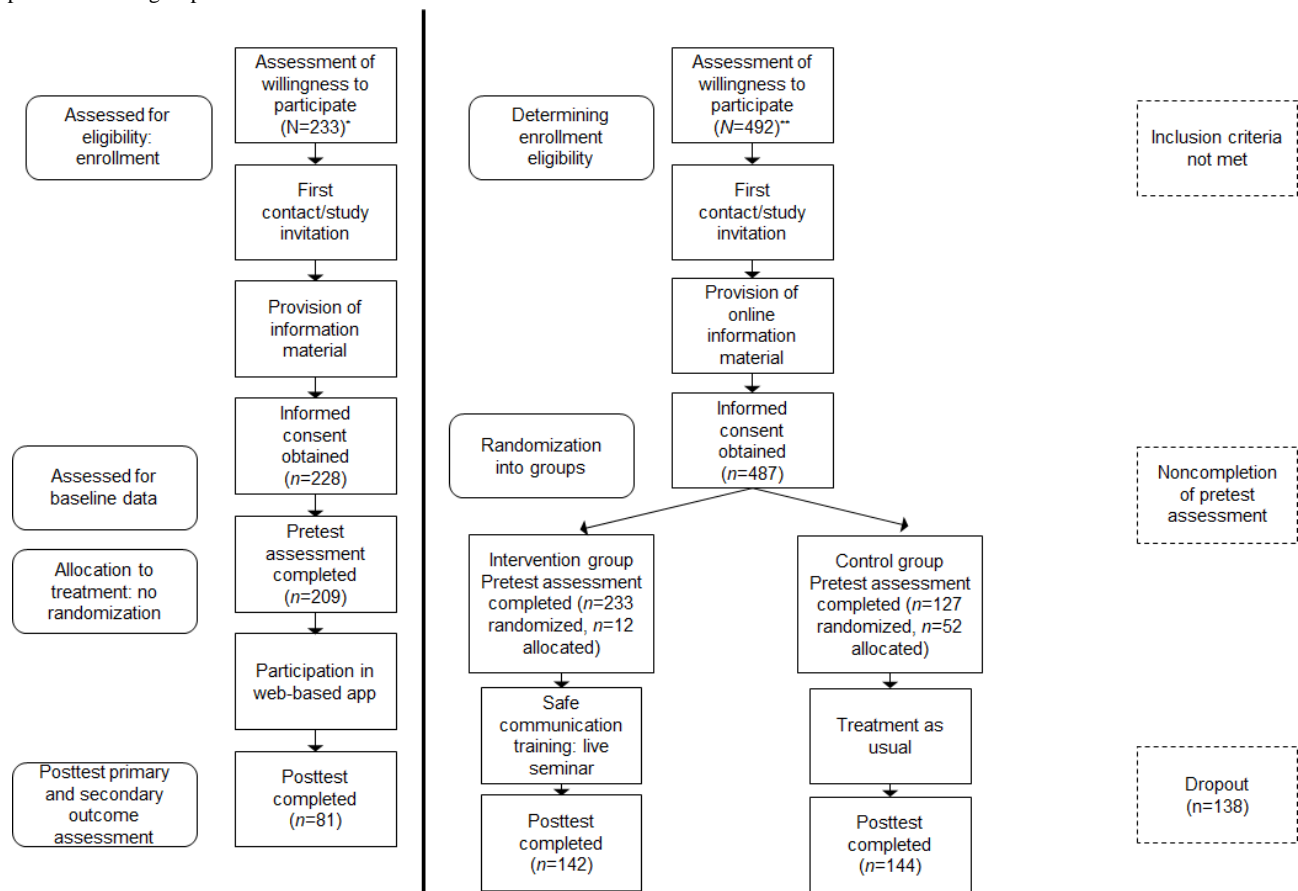 Assessment of
willingness to
participate
(N=233)*
Assessed for
eligibility:
enrollment
First
contact/study
invitation
Provision of
information
material
Informed
consent
obtained
(n=228)
Assessed for
baseline data
Pretest
assessment
completed
(n=209)
Allocation to
treatment: no
randomization
Participation in
web-based app
Posttest primary
and secondary
outcome
assessment
Posttest
completed
(n=81)
Assessment of
willingness to
participate
(N=492)**
Determining
enrollment
eligibility
First
contact/study
invitation
Provision of
online
information
material
Informed
consent
obtained
(n=487)
Randomization
into groups
Intervention group
Pretest assessment
completed (n=233
randomized, n=12
allocated)
Control group
Pretest assessment
completed (n=127
randomized, n=52
allocated)
Safe
communication
training: live
seminar
Treatment as
usual
Posttest
completed
(n=142)
Posttest
completed
(n=144)
Inclusion criteria
not met
Noncompletion
of pretest
assessment
Dropout
(n=138)